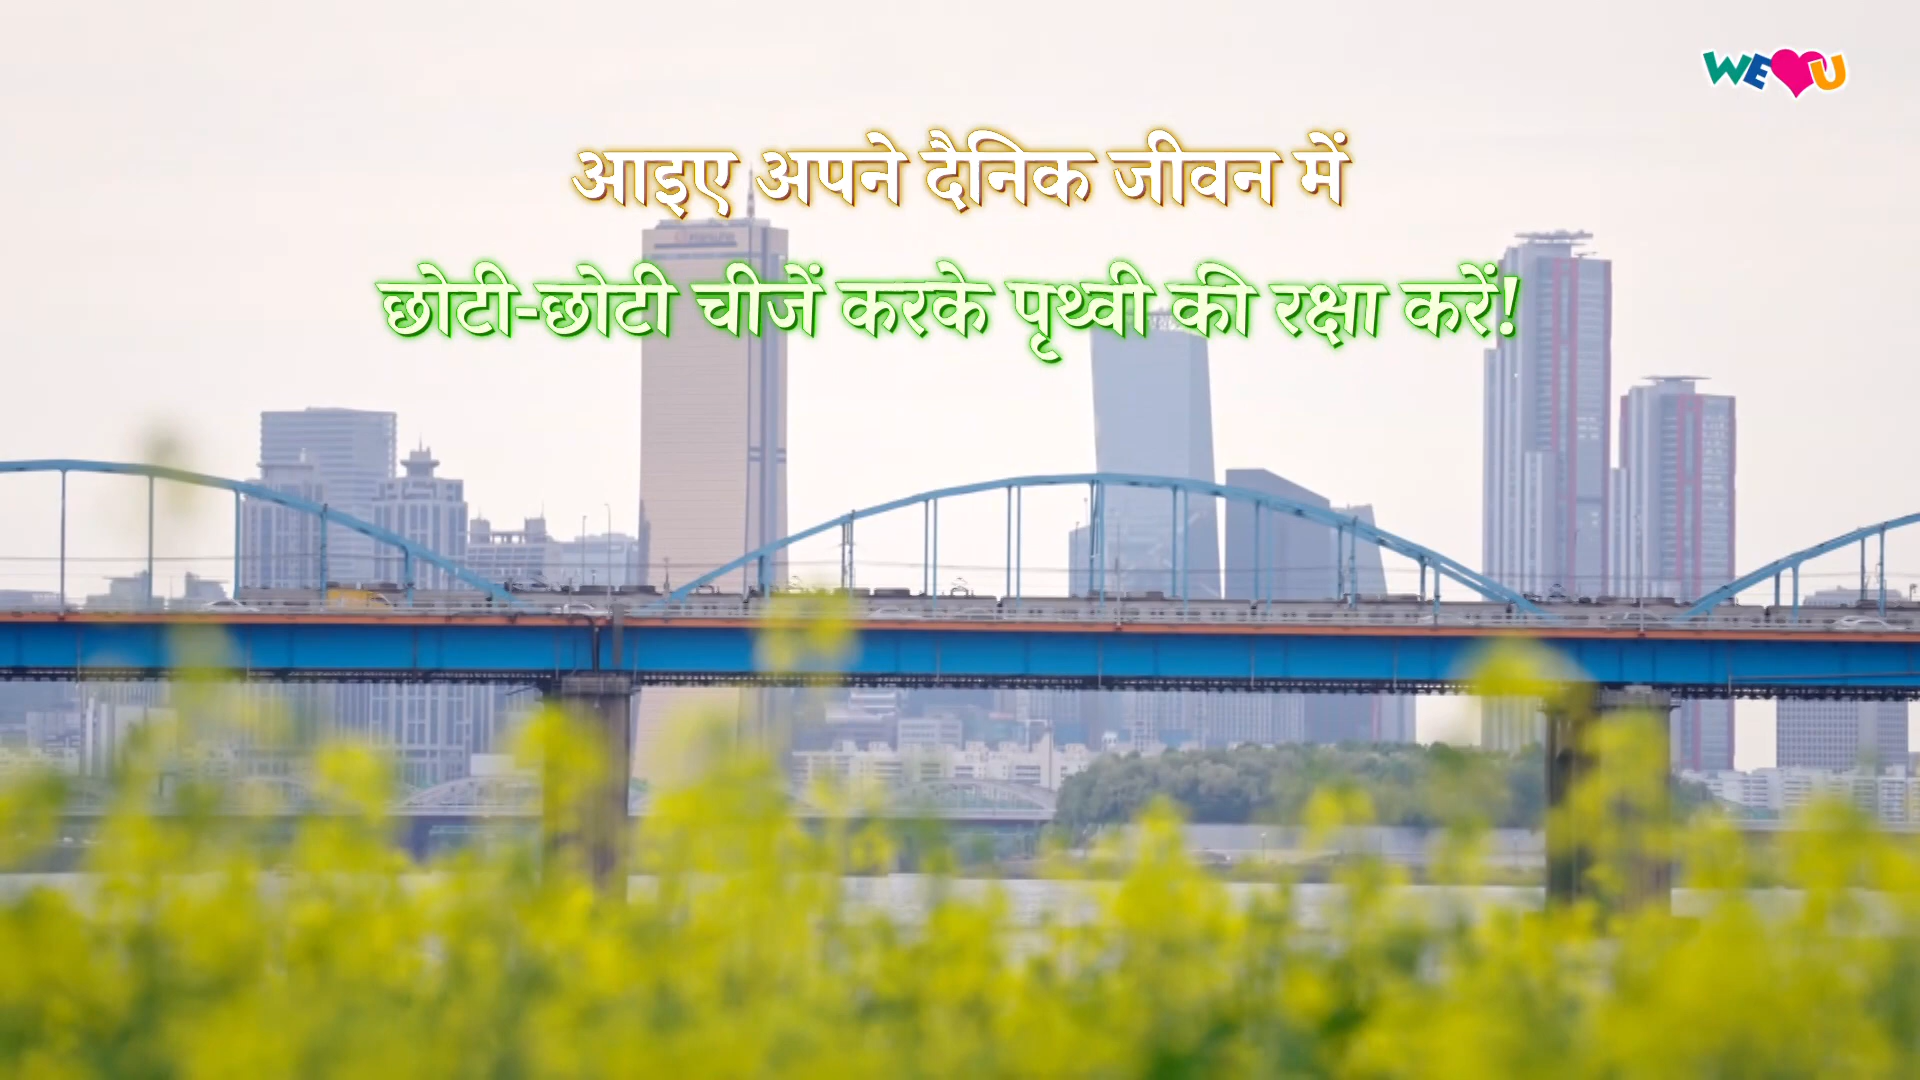 WE U
आइए अपने दैनिक जीवन में
छोटी-छोटी चीजें करके पृथ्वी की रक्षा करें!